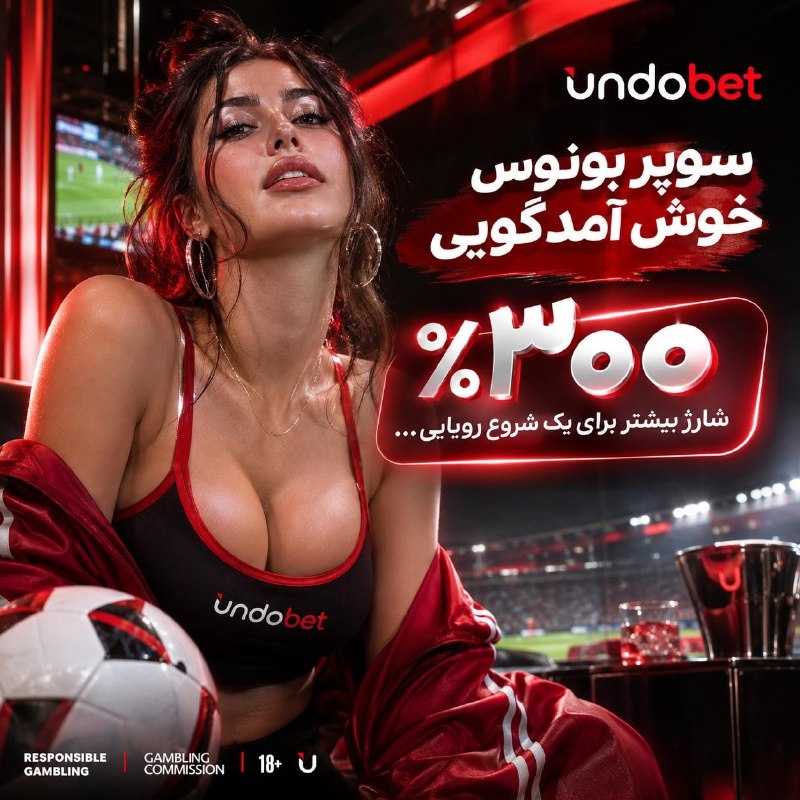 undobet
سوپر بونوس
خوش آمدگویی
%۳۰۰
شارژ بیشتر برای یک شروع رویایی...
undobet
RESPONSIBLE
GAMBLING
GAMBLING
COMMISSION
18+